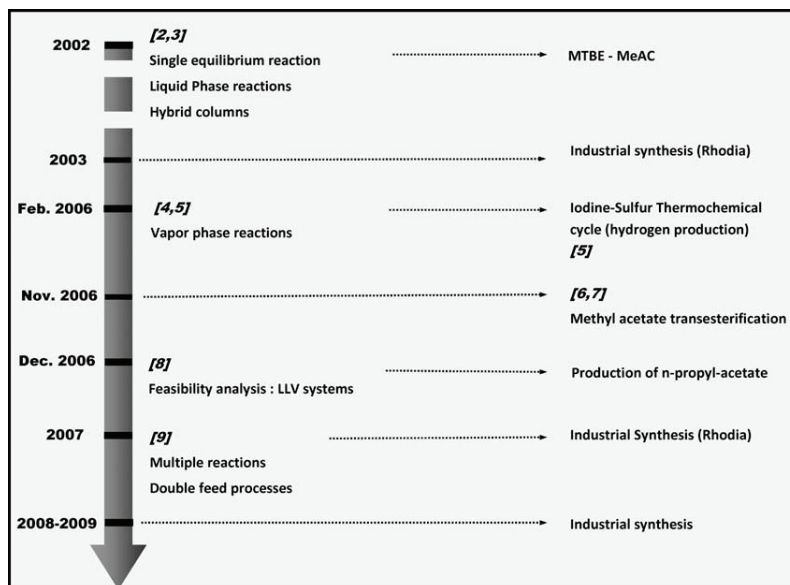 2002
[2,3]
Single equilibrium reaction
MTBE - MeAC
Liquid Phase reactions
Hybrid columns
2003
Industrial synthesis (Rhodia)
Feb. 2006
[4,5]
Vapor phase reactions
Iodine-Sulfur Thermochemical
cycle (hydrogen production)
[5]
Nov. 2006
[6,7]
Methyl acetate transesterification
Dec. 2006
[8]
Feasibility analysis : LLV systems
Production of n-propyl-acetate
2007
[9]
Multiple reactions
Double feed processes
Industrial Synthesis (Rhodia)
2008-2009
Industrial synthesis